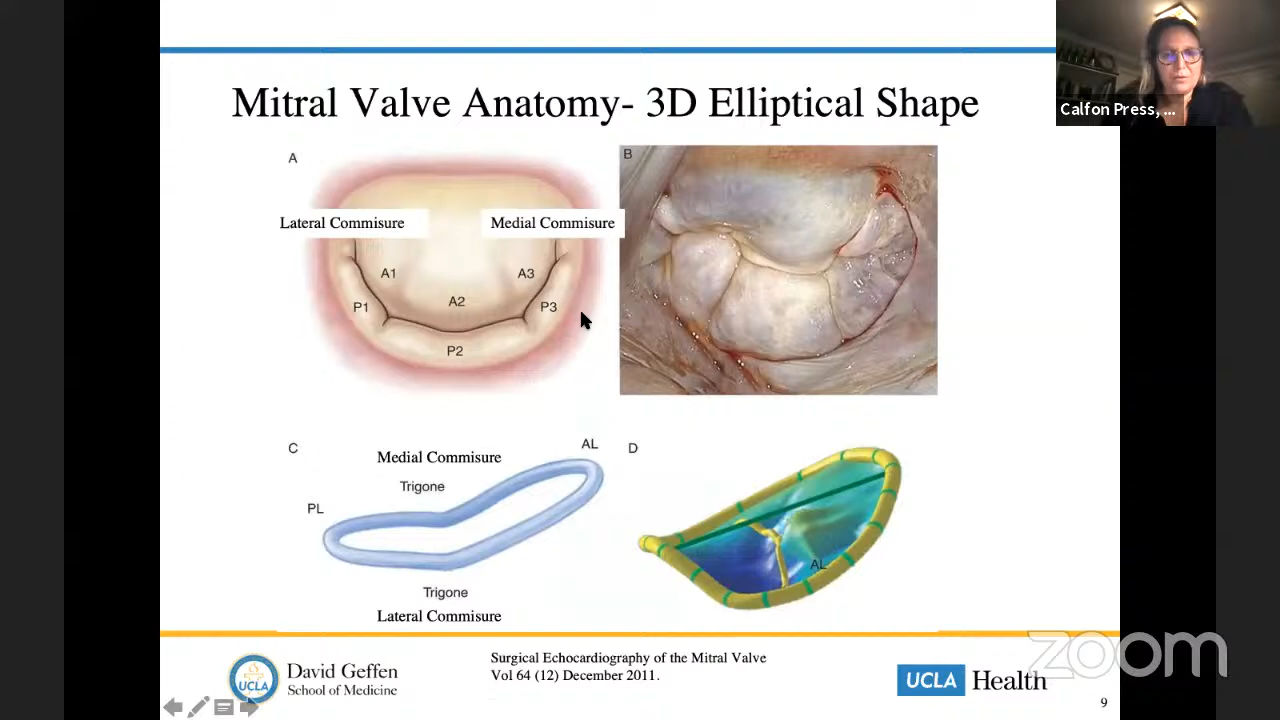 Calfon Press, ...
Mitral Valve Anatomy- 3D Elliptical Shape
A
B
Lateral Commisure
Medial Commisure
A1
A3
A2
P1
P3
P2
C
AL
D
Medial Commisure
Trigone
PL
AL
Trigone
Lateral Commisure
UCLA
David Geffen
School of Medicine
Surgical Echocardiography of the Mitral Valve
Vol 64 (12) December 2011.
UCLA Health
zoom
9